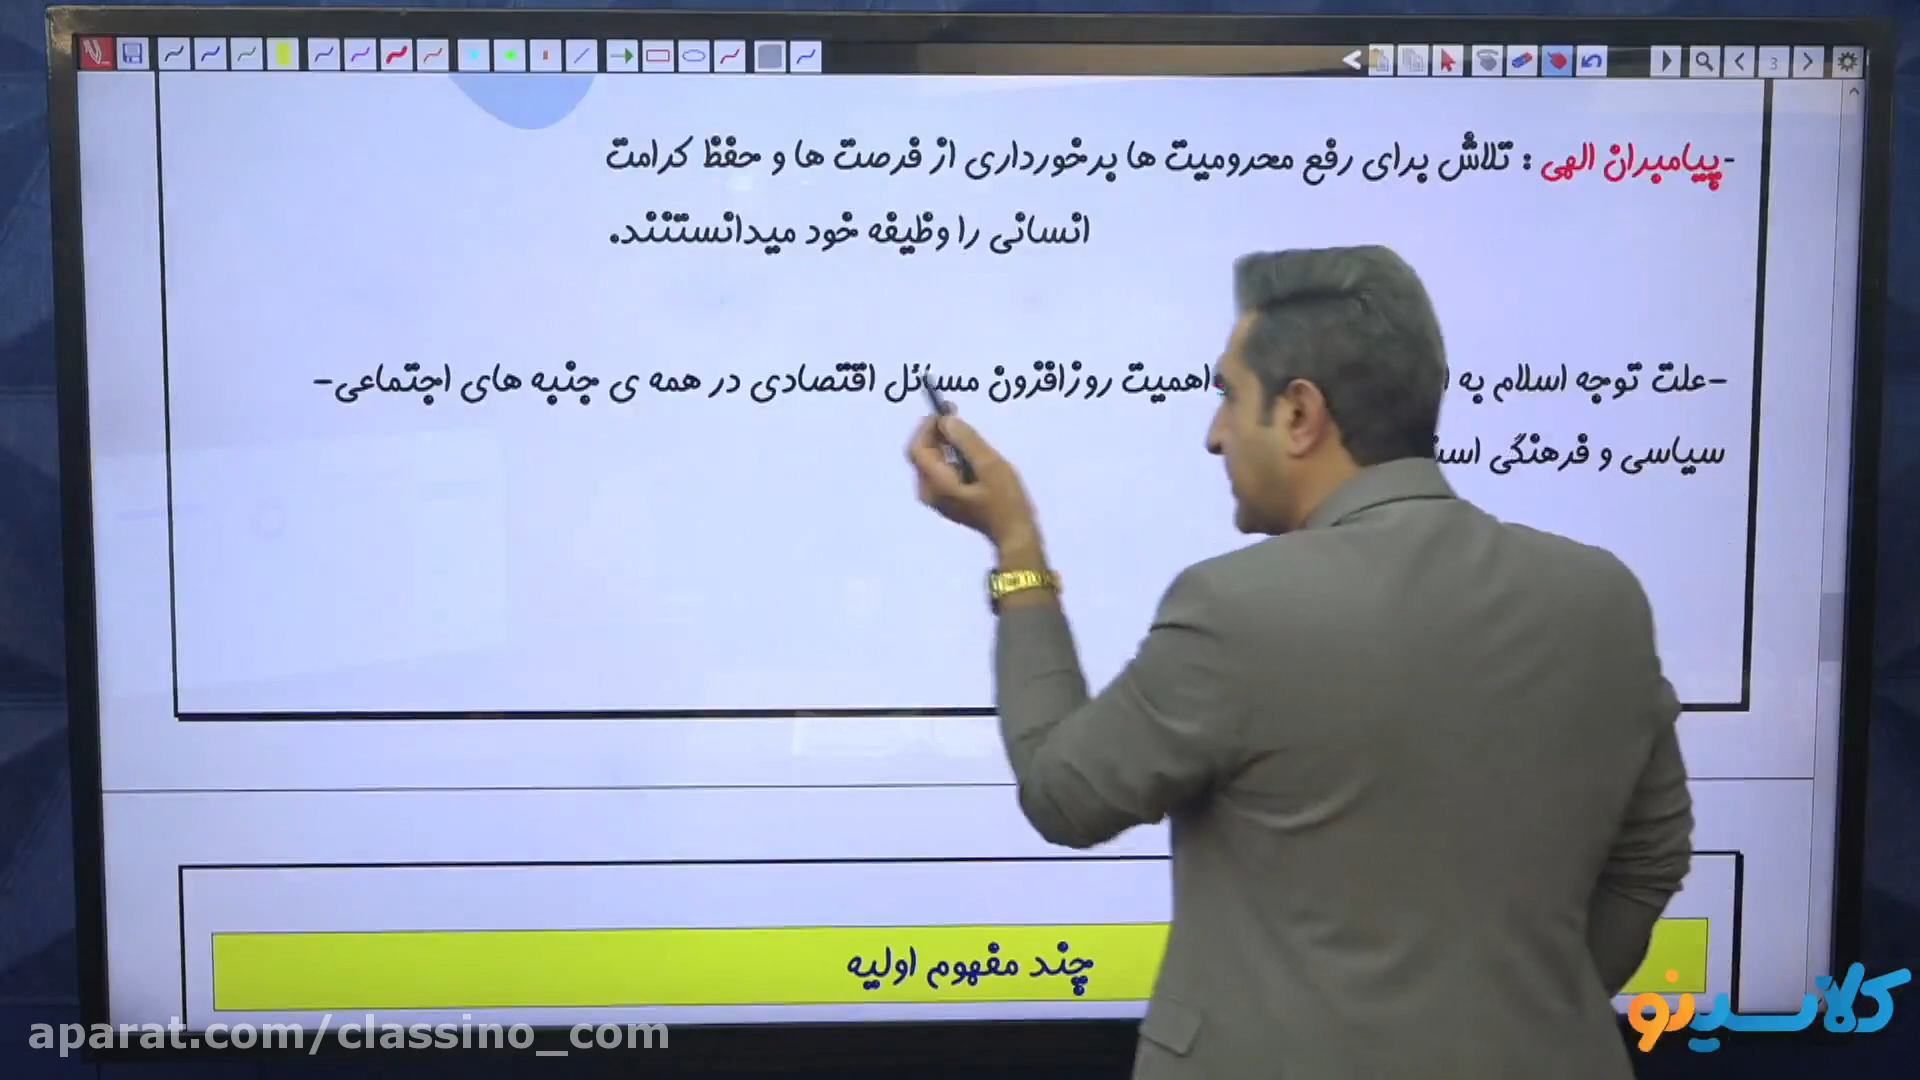 -پیامبران الهی : تلاش برای رفع محرومیت ها برخورداری از فرصت ها و حفظ کرامت
انسانی را وظیفه خود میدانستنند.
-علت توجه اسلام به اهمیت روزافزون مسائل اقتصادی در همه ی جنبه های اجتماعی-
سیاسی و فرهنگی
چند مفهوم اولیه
3
aparat.com/classino_com
کلاسینو